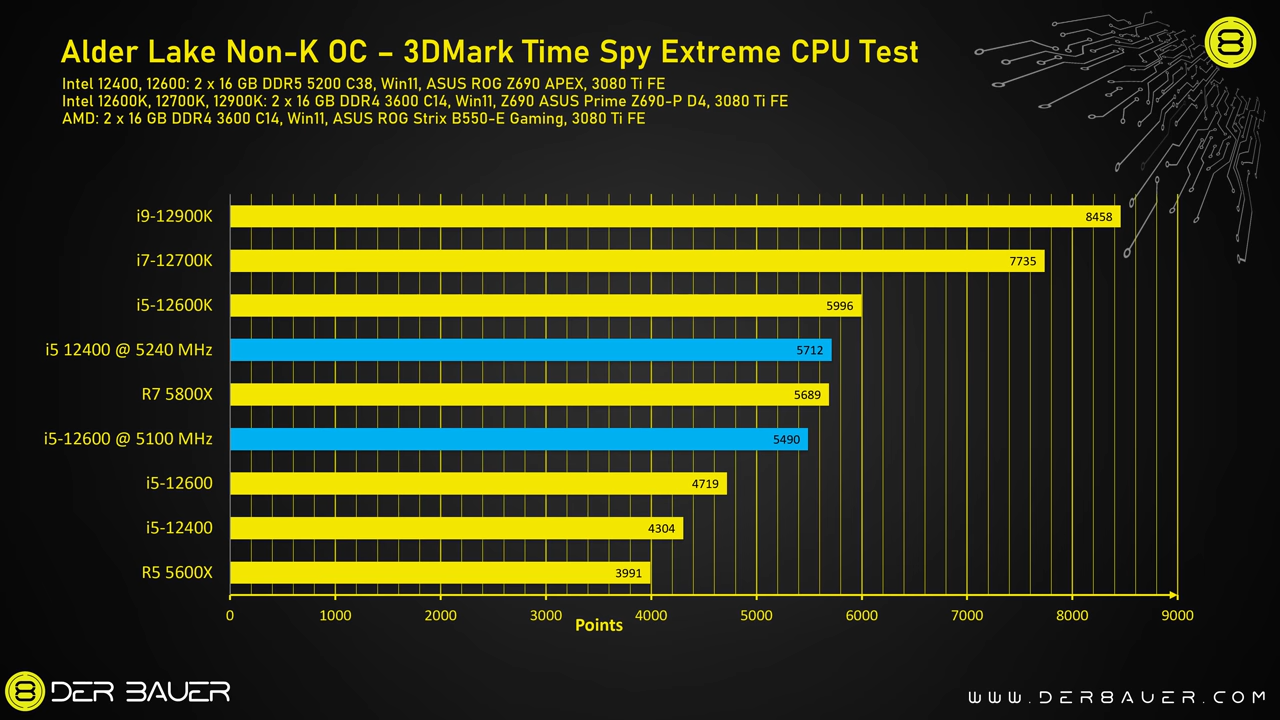 Alder Lake Non-K OC – 3DMark Time Spy Extreme CPU Test
8
Intel 12400, 12600: 2 x 16 GB DDR5 5200 C38, Win11, ASUS ROG Z690 APEX, 3080 Ti FE
Intel 12600K, 12700K, 12900K: 2 x 16 GB DDR4 3600 C14, Win11, Z690 ASUS Prime Z690-P D4, 3080 Ti FE
AMD: 2 x 16 GB DDR4 3600 C14, Win11, ASUS ROG Strix B550-E Gaming, 3080 Ti FE
i9-12900K 8458
i7-12700K 7735
i5-12600K 5996
i5 12400 @ 5240 MHz 5712
R7 5800X 5689
i5-12600 @ 5100 MHz 5490
i5-12600 4719
i5-12400 4304
R5 5600X 3991
0 1000 2000 3000 4000 5000 6000 7000 8000 9000
Points
8 DER BAUER
WWW.DER8AUER.COM